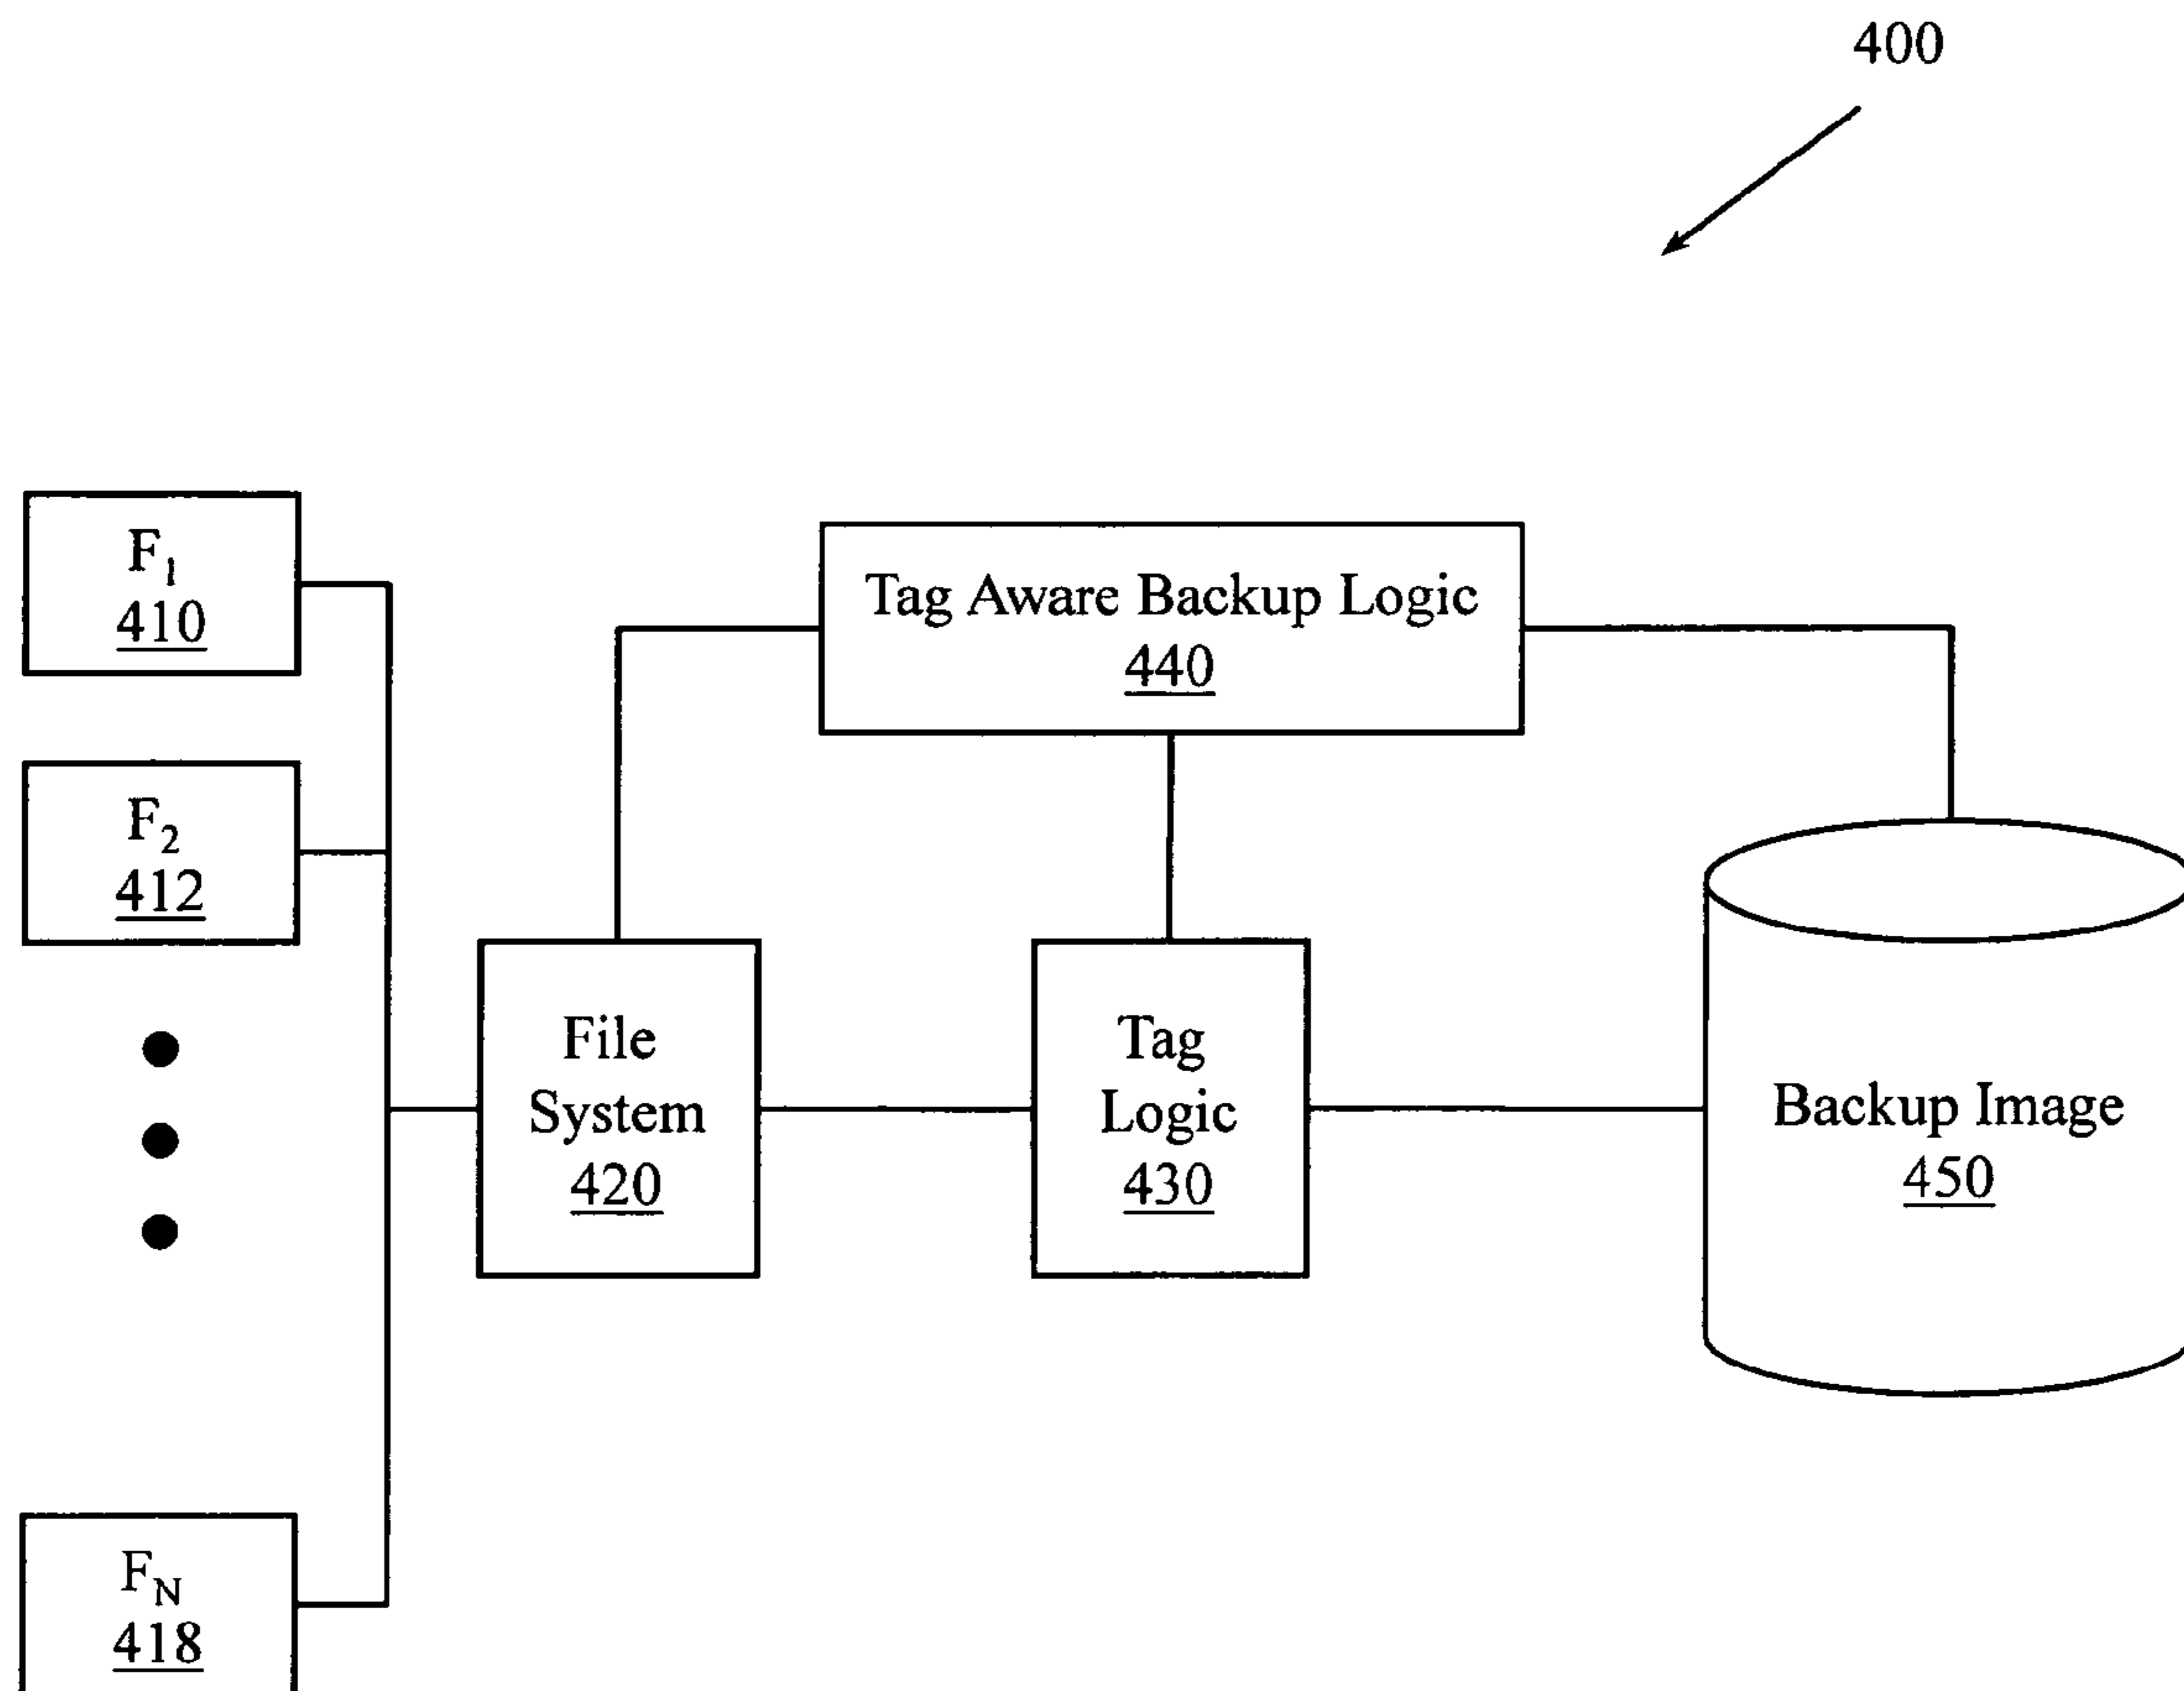 400
F1
410
F2
412
Tag Aware Backup Logic
440
File
System
420
Tag
Logic
430
Backup Image
450
FN
418